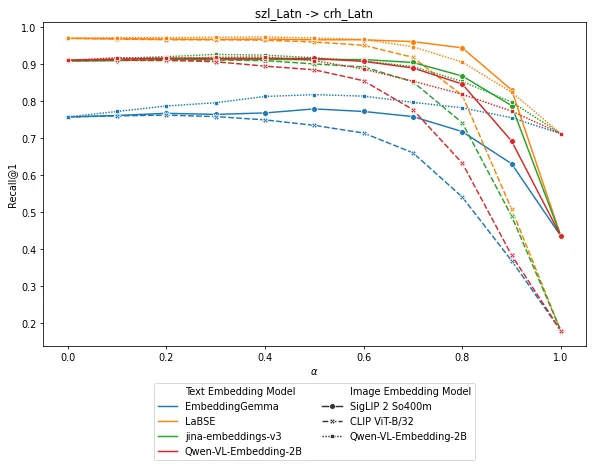 szl_Latn -> crh_Latn
Recall@1
1.0
0.9
0.8
0.7
0.6
0.5
0.4
0.3
0.2
0.0 0.2 0.4 0.6 0.8 1.0
α
Text Embedding Model Image Embedding Model
EmbeddingGemma SigLIP 2 So400m
LaBSE CLIP ViT-B/32
jina-embeddings-v3 Qwen-VL-Embedding-2B
Qwen-VL-Embedding-2B